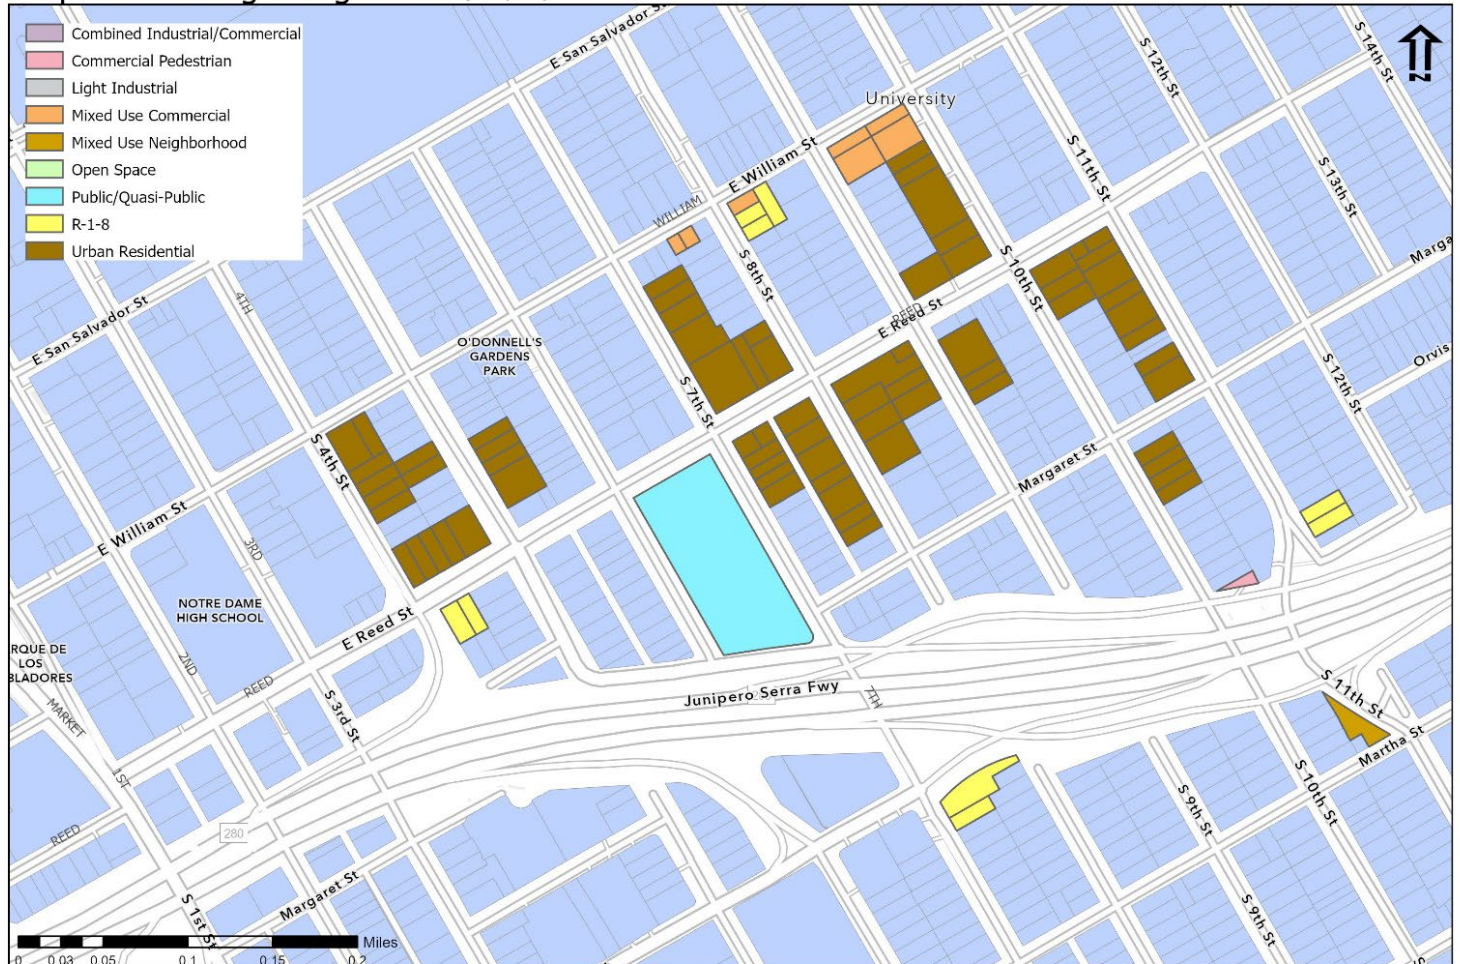 Combined Industrial/Commercial
Commercial Pedestrian
Light Industrial
Mixed Use Commercial
Mixed Use Neighborhood
Open Space
Public/Quasi-Public
R-1-8
Urban Residential
N
E San Salvador St
S 12th St
S 14th St
University
E William St
WILLIAM
S 11th St
S 13th St
S 8th St
S 10th St
Marga
4TH
E San Salvador St
REED
E Reed St
O'DONNELL'S
GARDENS
PARK
Orvis
S 7th St
S 12th St
S 4th St
Margaret St
E William St
3RD
NOTRE DAME
HIGH SCHOOL
E Reed St
RQUE DE
LOS
BLADORES
2ND
REED
MARKET
S 3rd St
Junipero Serra Fwy
7TH
S 11th St
Martha St
1ST
S 9th St
S 10th St
REED
280
Margaret St
S 1st St
S 9th St
Miles
0 0.03 0.05 0.1 0.15 0.2